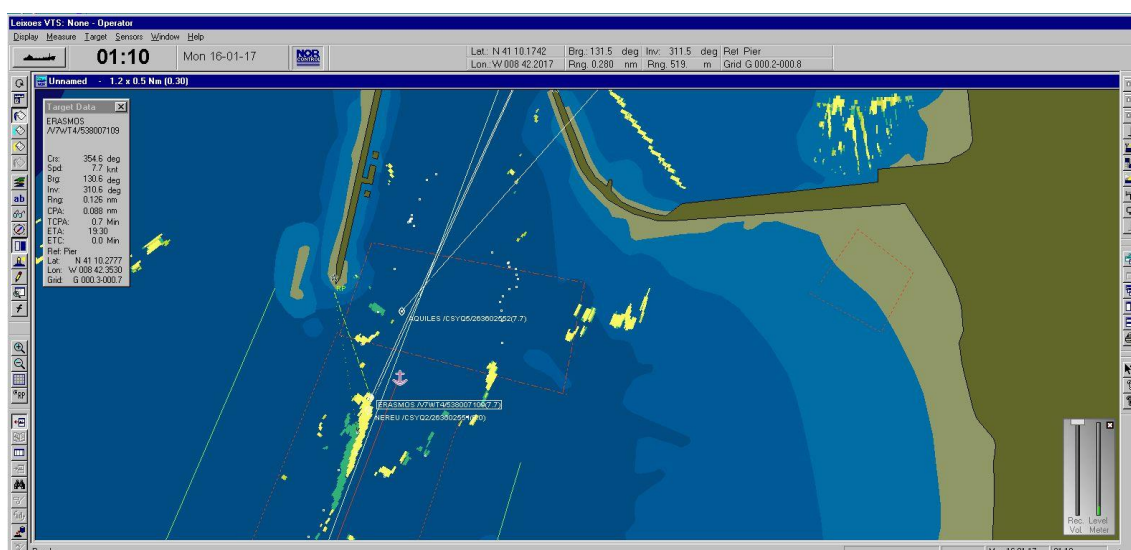 Leixoes VTS: None - Operator
Display Measure Target Sensors Window Help
01:10
Mon 16-01-17
NOR
CONTROL
Lat.: N 41 10.1742 Brg.: 131.5 deg Inv: 311.5 deg Ref Pier
Lon.: W 008 42.2017 Rng. 0.280 nm Rng. 519. m Grid G 000.2-000.8
Unnamed - 1.2 x 0.5 Nm (0.30)
Target Data
ERASMOS
/V7WT4/538007109
Crs: 354.6 deg
Spd: 7.7 knt
Brg: 130.6 deg
Inv: 310.6 deg
Rng: 0.126 nm
CPA: 0.088 nm
TCPA: 0.7 Min
ETA: 19:30
ETC: 0.0 Min
Ref: Pier
Lat: N 41 10.2777
Lon: W 008 42.3530
Grid: G 000.3-000.7
ab
RP
RP
AQUILES /CSYQ5/263602552(7.7)
ERASMOS /V7WT4/538007109(7.7)
NEREU /CSYQ2/263602551
Rec. Level
Vol. Meter